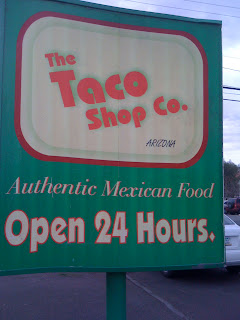 The
Taco
Shop Co.
ARIZONA
Authentic Mexican Food
Open 24 Hours.